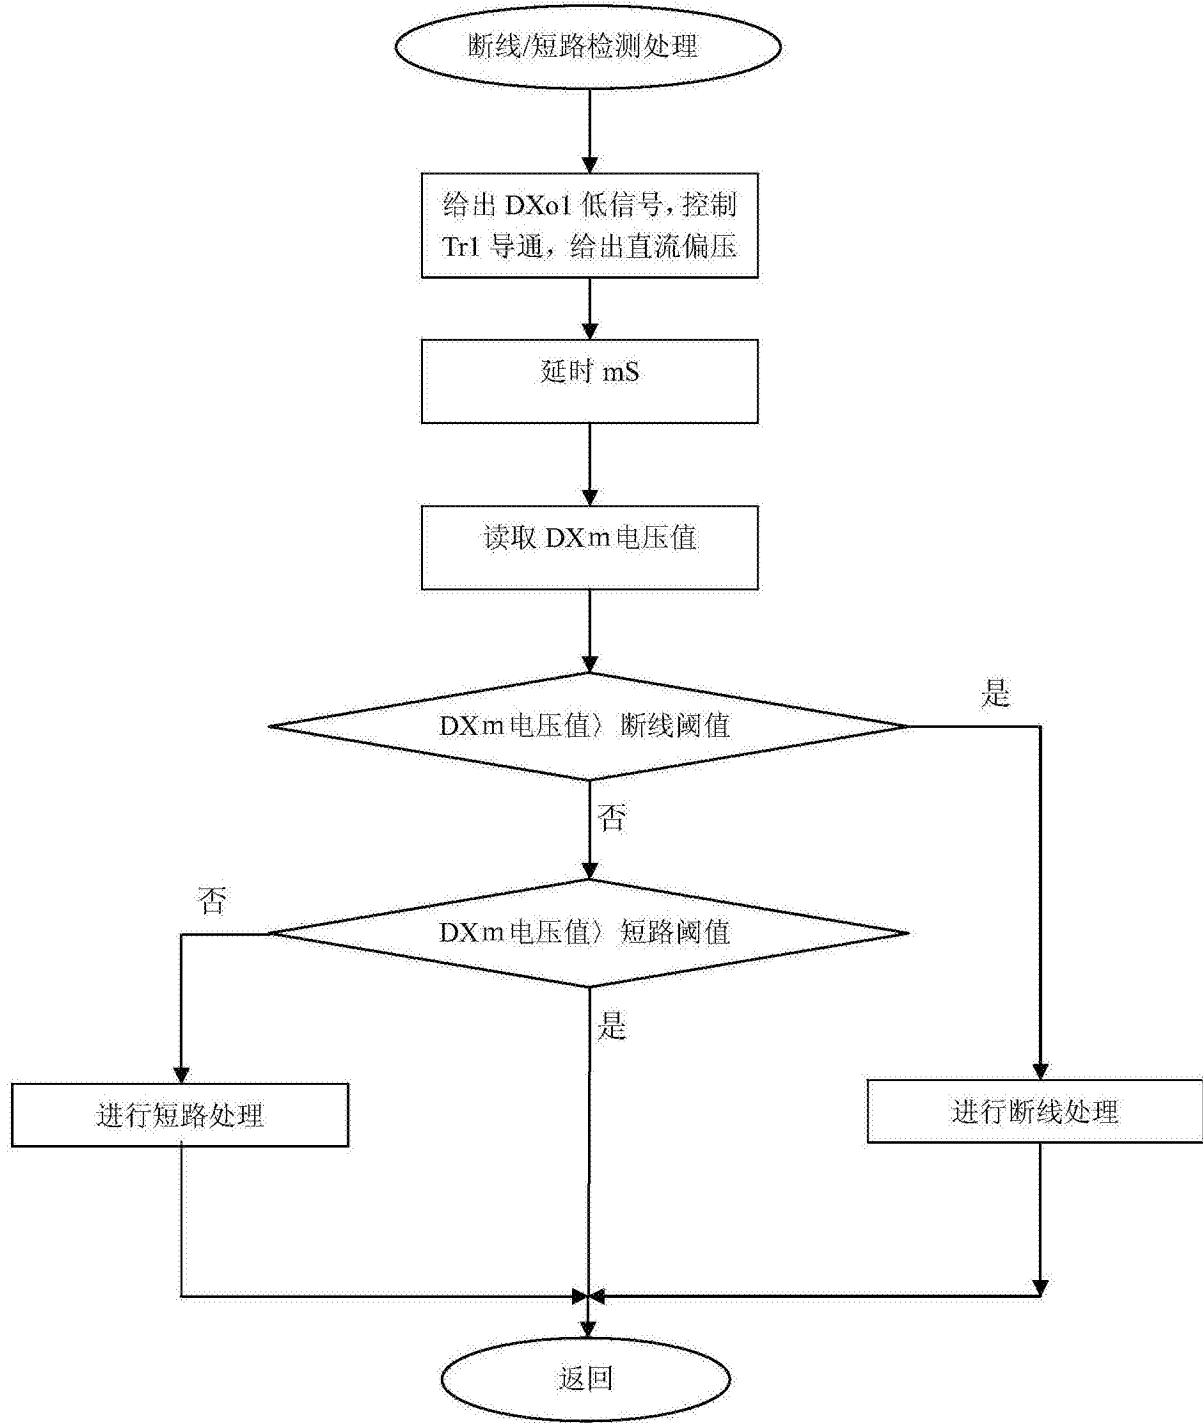 断线/短路检测处理
给出 DXo1 低信号，控制
Tr1 导通，给出直流偏压
延时 mS
读取 DXm 电压值
是
DXm 电压值〉断线阈值
否
否
DXm 电压值〉短路阈值
是
进行短路处理
进行断线处理
返回